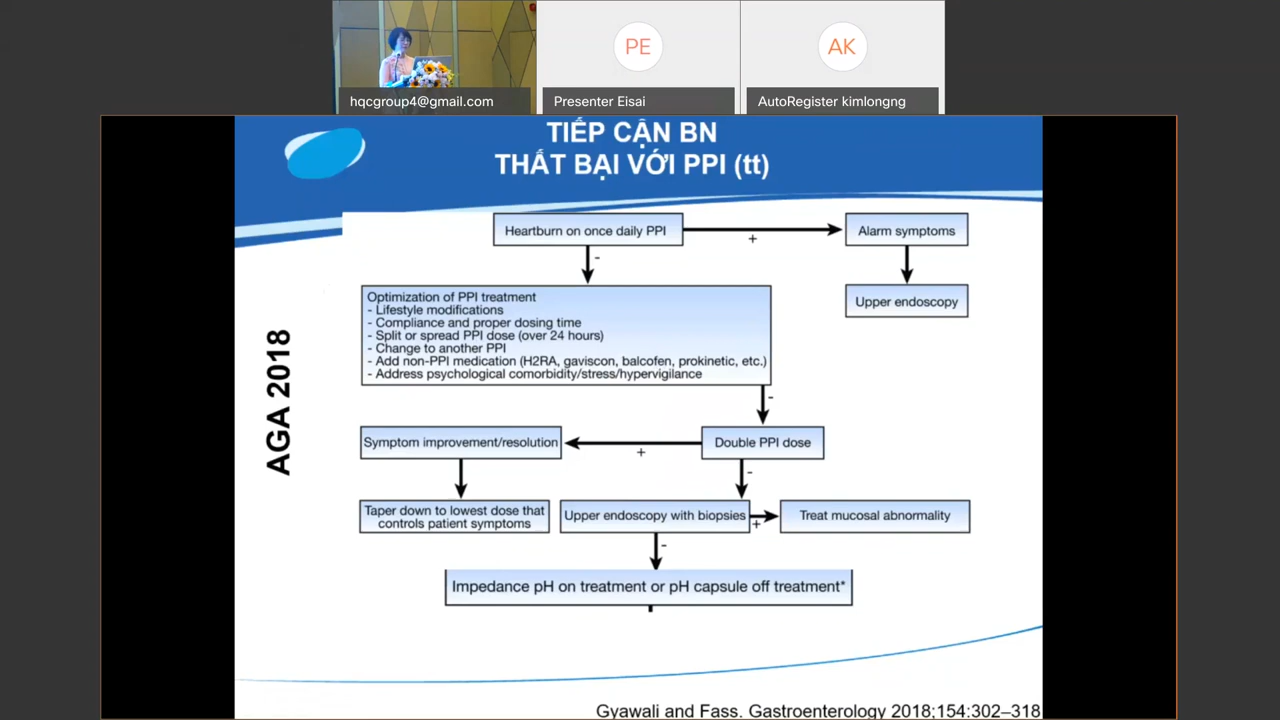 PE
AK
hqcgroup4@gmail.com
Presenter Eisai
AutoRegister kimlongng
TIẾP CẬN BN
THẤT BẠI VỚI PPI (tt)
Heartburn on once daily PPI
+
Alarm symptoms
-
Upper endoscopy
Optimization of PPI treatment
- Lifestyle modifications
- Compliance and proper dosing time
- Split or spread PPI dose (over 24 hours)
- Change to another PPI
- Add non-PPI medication (H2RA, gaviscon, balcofen, prokinetic, etc.)
- Address psychological comorbidity/stress/hypervigilance
AGA 2018
-
Symptom improvement/resolution
+
Double PPI dose
-
Taper down to lowest dose that
controls patient symptoms
Upper endoscopy with biopsies
+
Treat mucosal abnormality
-
Impedance pH on treatment or pH capsule off treatment*
Gyawali and Fass. Gastroenterology 2018;154:302–318